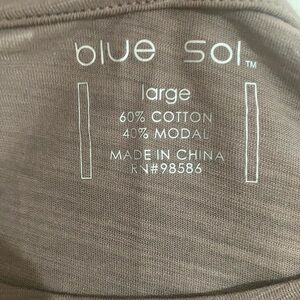 blue sol™
large
60% COTTON
40% MODAL
MADE IN CHINA
RN#98586